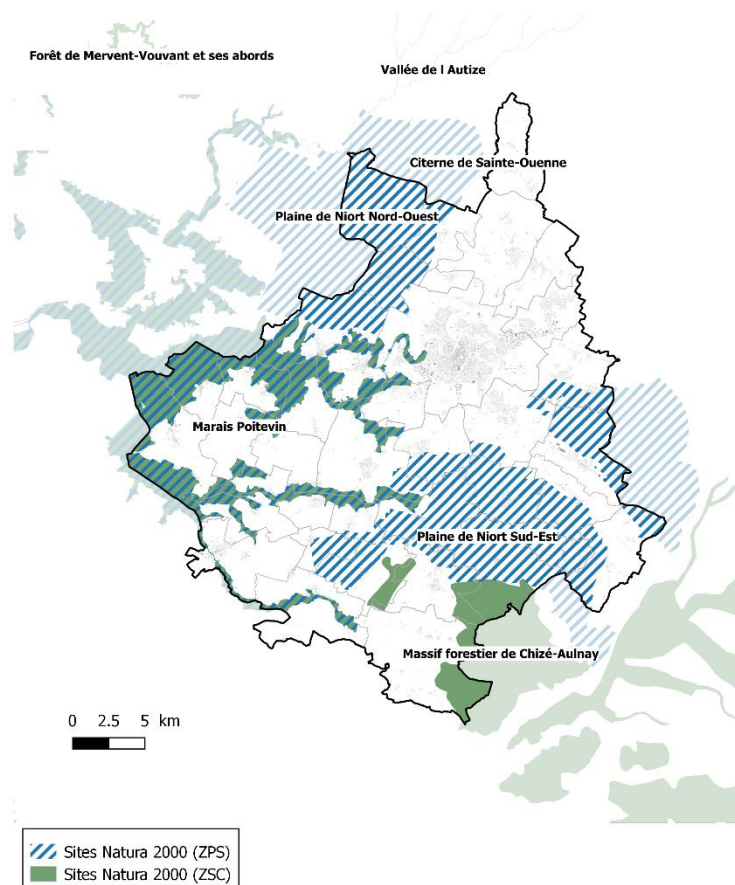 Forêt de Mervent-Vouvant et ses abords
Vallée de l Autize
Citerne de Sainte-Ouenne
Plaine de Niort Nord-Ouest
Marais Poitevin
Plaine de Niort Sud-Est
Massif forestier de Chizé-Aulnay
0 2.5 5 km
Sites Natura 2000 (ZPS)
Sites Natura 2000 (ZSC)